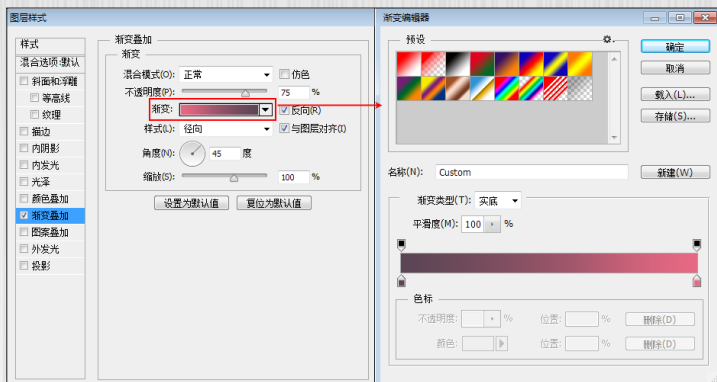 图层样式
样式
混合选项:默认
斜面和浮雕
等高线
纹理
描边
内阴影
内发光
光泽
颜色叠加
渐变叠加
图案叠加
外发光
投影
渐变叠加
渐变
混合模式(O): 正常 仿色
不透明度(P): 75 %
渐变: 反向(R)
样式(L): 径向 与图层对齐(I)
角度(N): 45 度
缩放(S): 100 %
设置为默认值 复位为默认值
渐变编辑器
预设
确定
取消
载入(L)...
存储(S)...
名称(N): Custom 新建(W)
渐变类型(T): 实底
平滑度(M): 100 %
色标
不透明度: % 位置: % 删除(D)
颜色: 位置: % 删除(D)